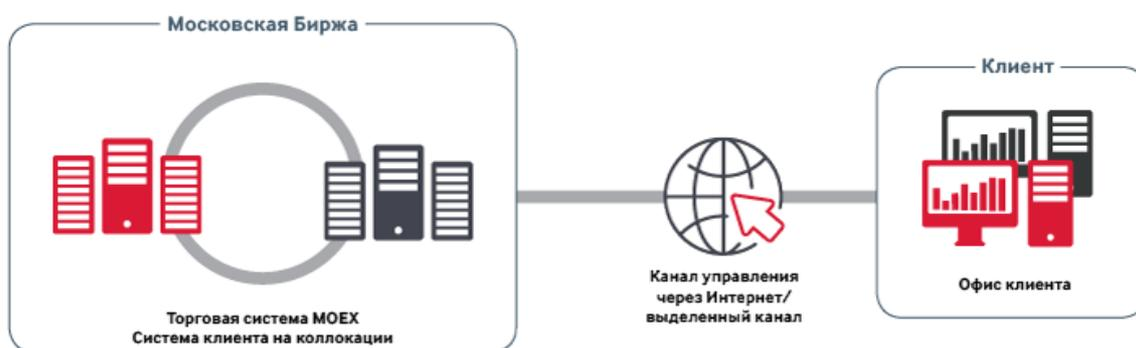 Московская Биржа
Торговая система MOEX
Система клиента на коллокации
Канал управления
через Интернет/
выделенный канал
Клиент
Офис клиента